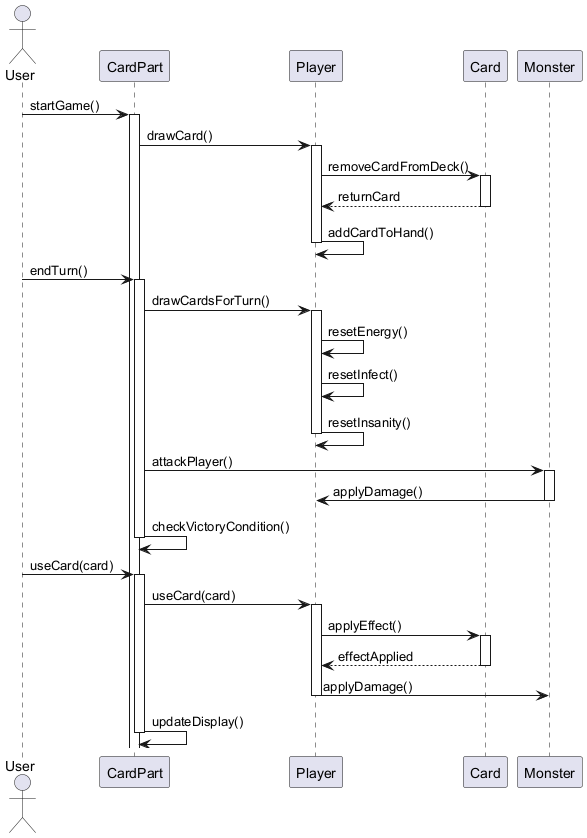 User
CardPart
Player
Card
Monster
startGame()
drawCard()
removeCardFromDeck()
returnCard
addCardToHand()
endTurn()
drawCardsForTurn()
resetEnergy()
resetInfect()
resetInsanity()
attackPlayer()
applyDamage()
checkVictoryCondition()
useCard(card)
useCard(card)
applyEffect()
effectApplied
applyDamage()
updateDisplay()
User
CardPart
Player
Card
Monster